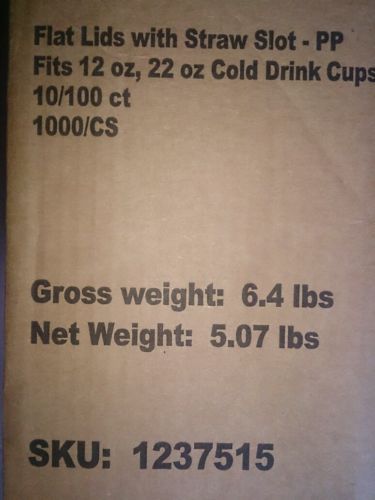 Flat Lids with Straw Slot - PP
Fits 12 oz, 22 oz Cold Drink Cups
10/100 ct
1000/CS
Gross weight: 6.4 lbs
Net Weight: 5.07 lbs
SKU: 1237515